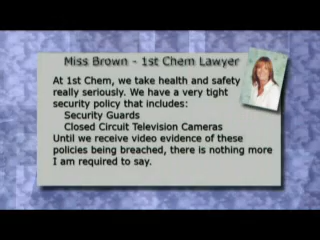 Miss Brown - 1st Chem Lawyer
At 1st Chem, we take health and safety
really seriously. We have a very tight
security policy that includes:
Security Guards
Closed Circuit Television Cameras
Until we receive video evidence of these
policies being breached, there is nothing more
I am required to say.